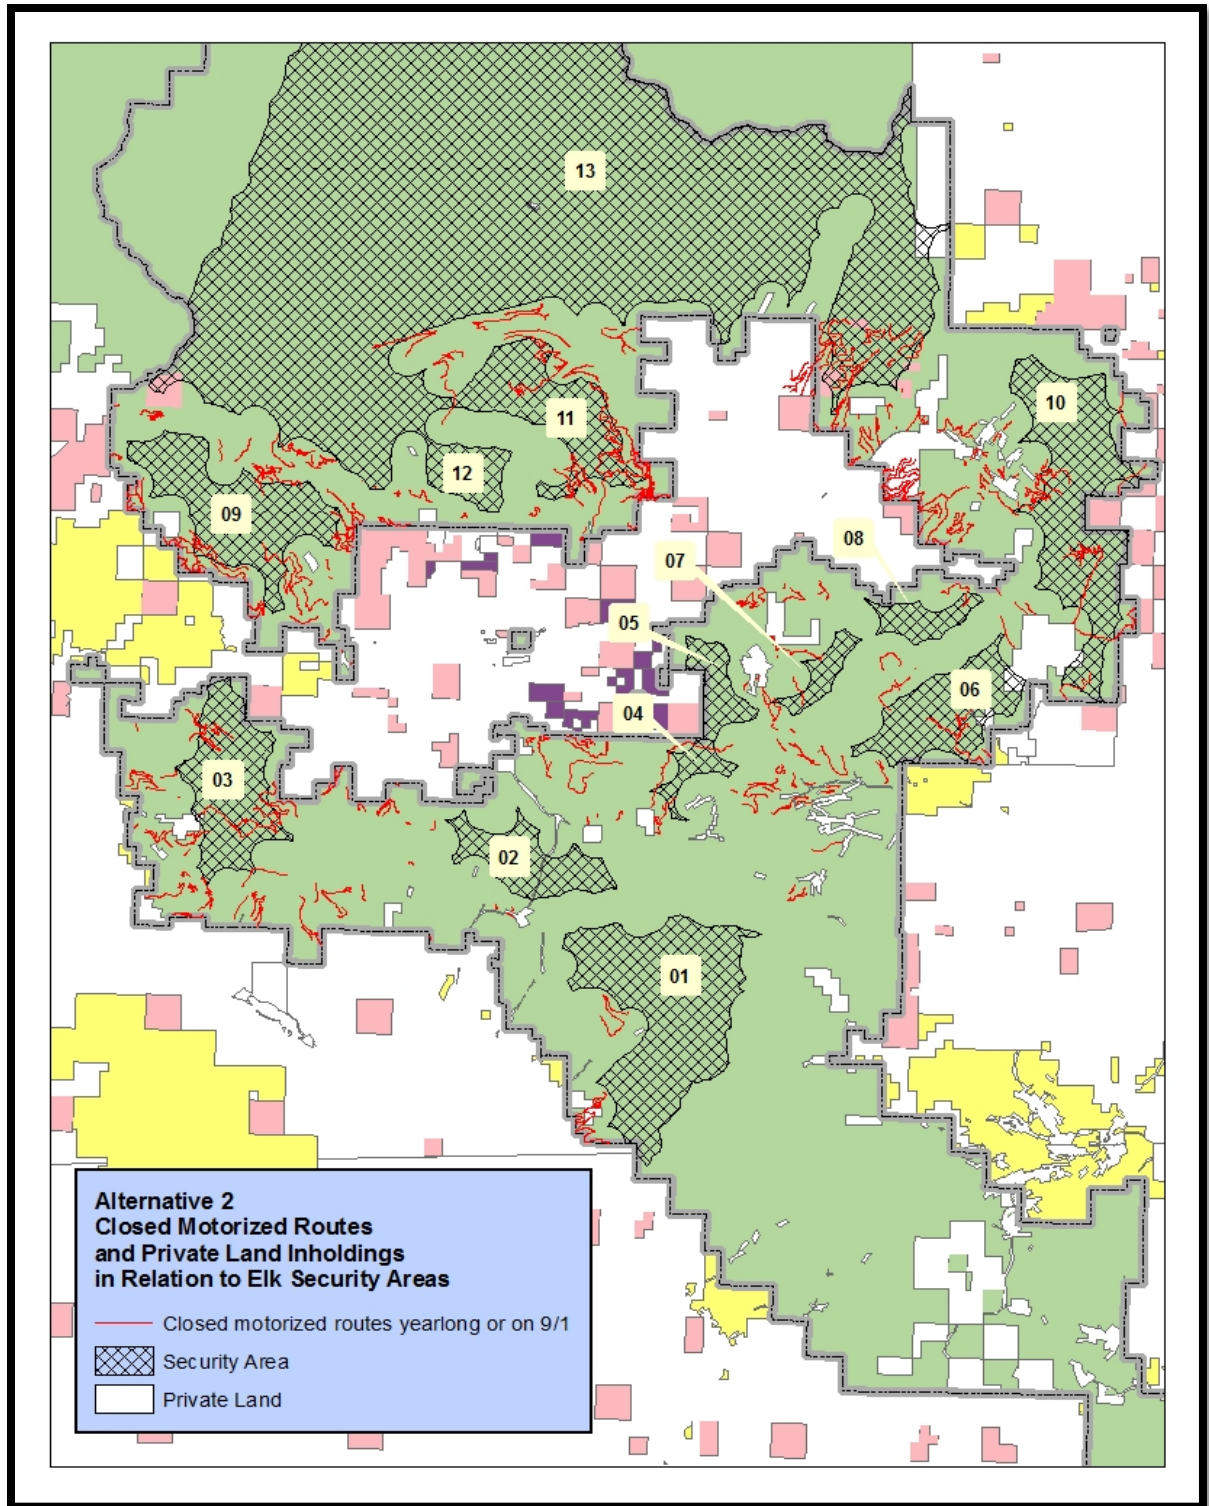 13
10
11
12
09
08
07
05
06
04
03
02
01
Alternative 2
Closed Motorized Routes
and Private Land Inholdings
in Relation to Elk Security Areas
Closed motorized routes yearlong or on 9/1
Security Area
Private Land